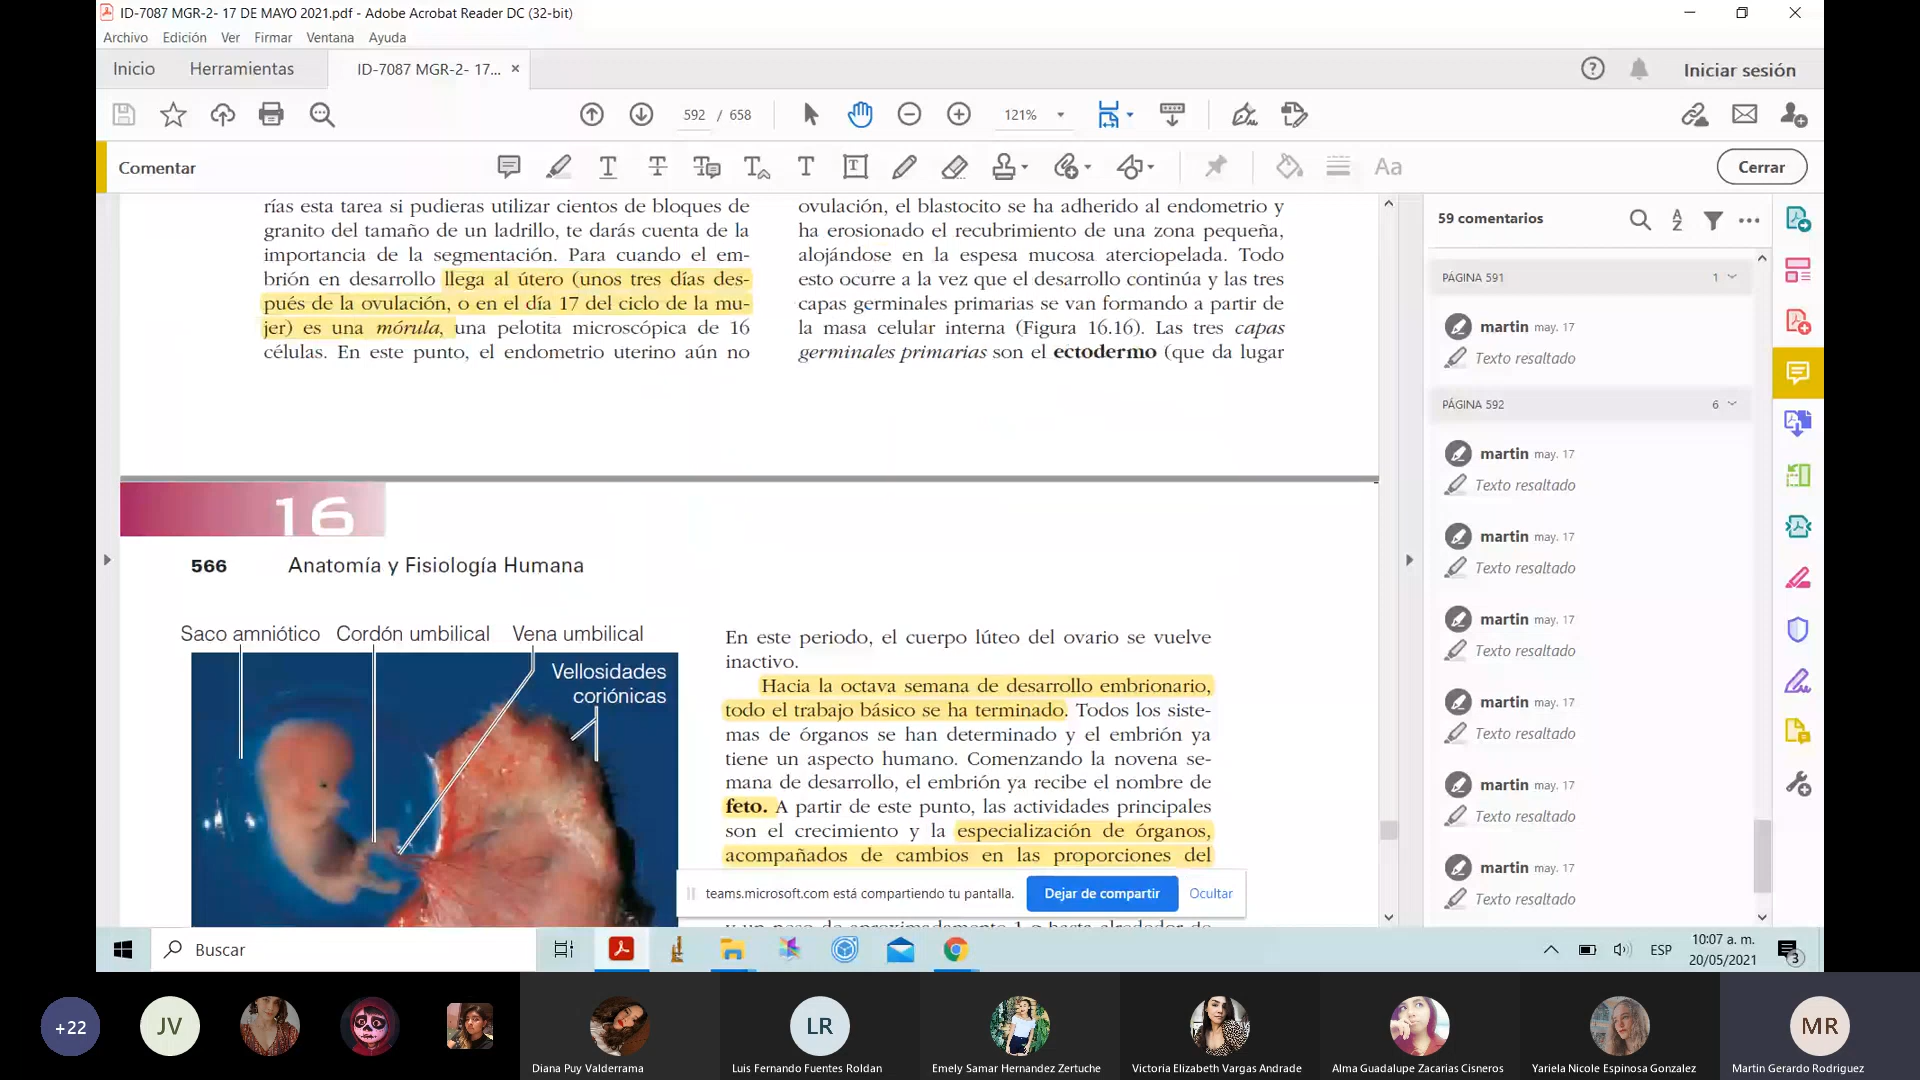 ID-7087 MGR-2- 17 DE MAYO 2021.pdf - Adobe Acrobat Reader DC (32-bit)
Archivo Edición Ver Firmar Ventana Ayuda
Inicio Herramientas ID-7087 MGR-2- 17... × Iniciar sesión
592 / 658 121%
Comentar Cerrar
rías esta tarea si pudieras utilizar cientos de bloques de
granito del tamaño de un ladrillo, te darás cuenta de la
importancia de la segmentación. Para cuando el em-
brión en desarrollo llega al útero (unos tres días des-
pués de la ovulación, o en el día 17 del ciclo de la mu-
jer) es una mórula, una pelotita microscópica de 16
células. En este punto, el endometrio uterino aún no
ovulación, el blastocito se ha adherido al endometrio y
ha erosionado el recubrimiento de una zona pequeña,
alojándose en la espesa mucosa aterciopelada. Todo
esto ocurre a la vez que el desarrollo continúa y las tres
capas germinales primarias se van formando a partir de
la masa celular interna (Figura 16.16). Las tres capas
germinales primarias son el ectodermo (que da lugar
16
566 Anatomía y Fisiología Humana
Saco amniótico Cordón umbilical Vena umbilical
Vellosidades
coriónicas
En este periodo, el cuerpo lúteo del ovario se vuelve
inactivo.
Hacia la octava semana de desarrollo embrionario,
todo el trabajo básico se ha terminado. Todos los siste-
mas de órganos se han determinado y el embrión ya
tiene un aspecto humano. Comenzando la novena se-
mana de desarrollo, el embrión ya recibe el nombre de
feto. A partir de este punto, las actividades principales
son el crecimiento y la especialización de órganos,
acompañados de cambios en las proporciones del
59 comentarios
PÁGINA 591 1
martin may. 17
Texto resaltado
PÁGINA 592 6
martin may. 17
Texto resaltado
martin may. 17
Texto resaltado
martin may. 17
Texto resaltado
martin may. 17
Texto resaltado
martin may. 17
Texto resaltado
martin may. 17
Texto resaltado
teams.microsoft.com está compartiendo tu pantalla. Dejar de compartir Ocultar
Buscar
ESP
10:07 a. m.
20/05/2021
3
+22 JV LR MR
Diana Puy Valderrama
Luis Fernando Fuentes Roldan
Emely Samar Hernandez Zertuche
Victoria Elizabeth Vargas Andrade
Alma Guadalupe Zacarias Cisneros
Yariela Nicole Espinosa Gonzalez
Martin Gerardo Rodriguez